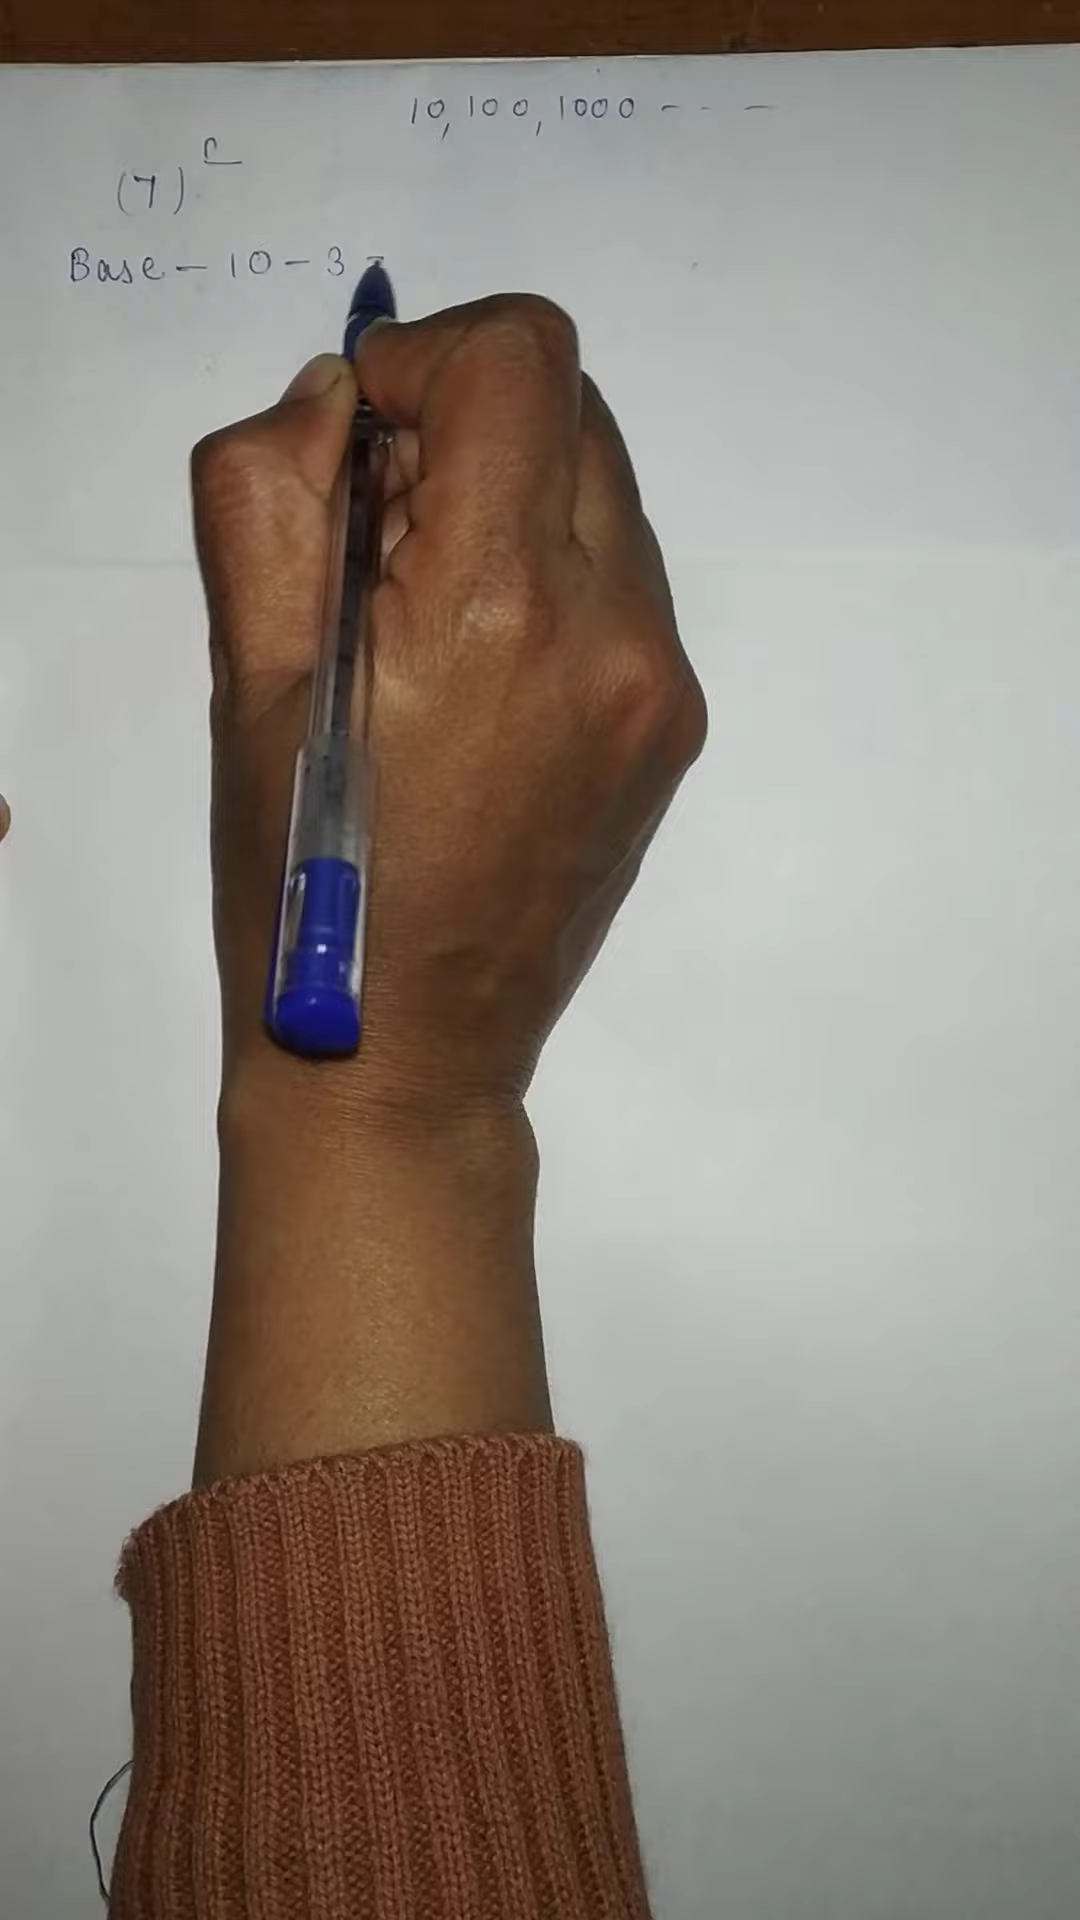 10, 100, 1000 - - -
(7)
Base - 10 - 3 =